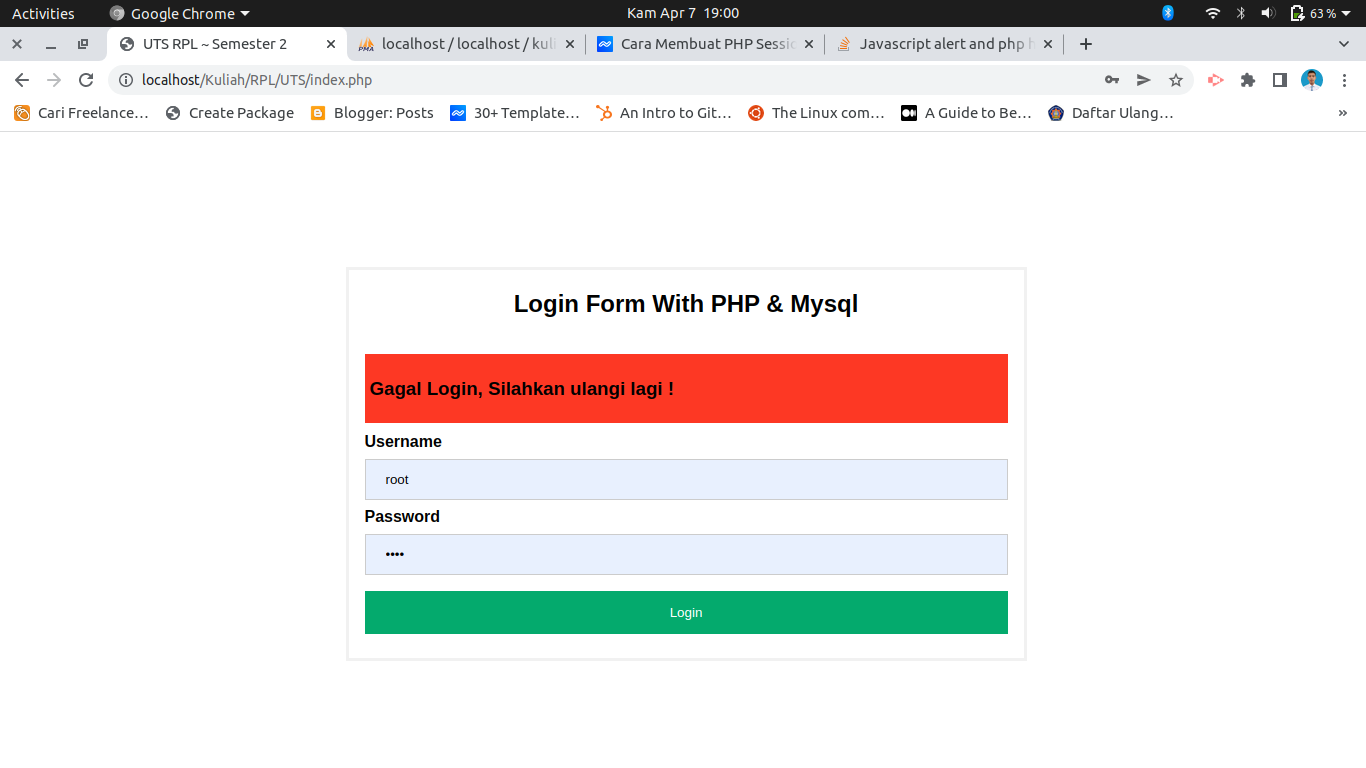 Activities Google Chrome Kam Apr 7 19:00 63 %
UTS RPL ~ Semester 2 PMA localhost / localhost / kuli Cara Membuat PHP Sessio Javascript alert and php h
localhost/Kuliah/RPL/UTS/index.php
Cari Freelance… Create Package Blogger: Posts 30+ Template… An Intro to Git… The Linux com… A Guide to Be… Daftar Ulang… »
Login Form With PHP & Mysql
Gagal Login, Silahkan ulangi lagi !
Username
root
Password
••••
Login